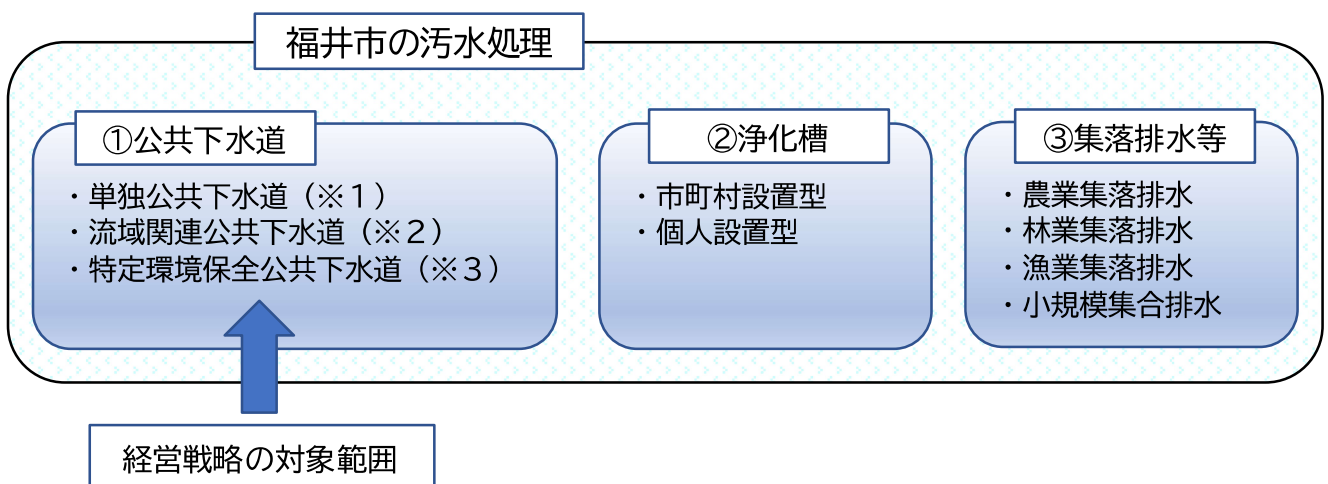 福井市の汚水処理
①公共下水道
・単独公共下水道（※１）
・流域関連公共下水道（※２）
・特定環境保全公共下水道（※３）
②浄化槽
・市町村設置型
・個人設置型
③集落排水等
・農業集落排水
・林業集落排水
・漁業集落排水
・小規模集合排水
経営戦略の対象範囲